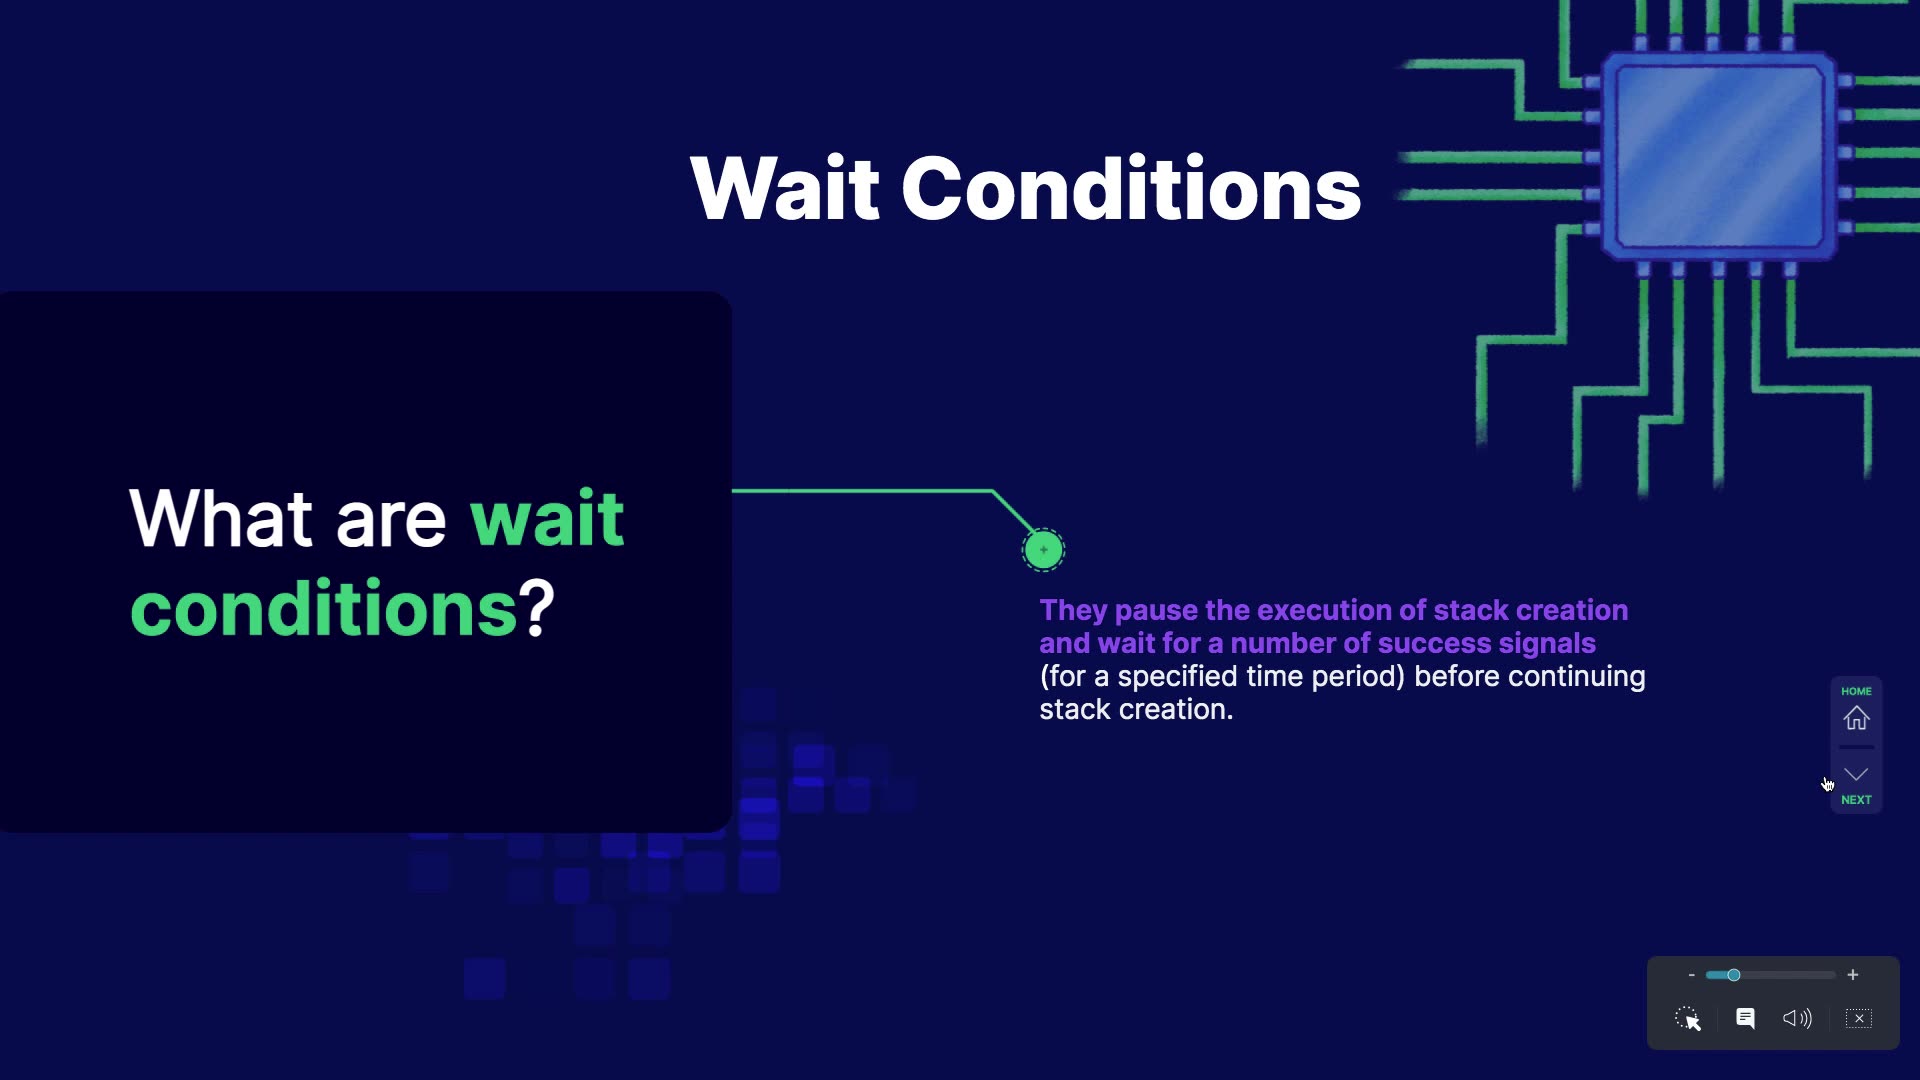 Wait Conditions
What are wait
conditions?
They pause the execution of stack creation
and wait for a number of success signals
(for a specified time period) before continuing
stack creation.
HOME
NEXT